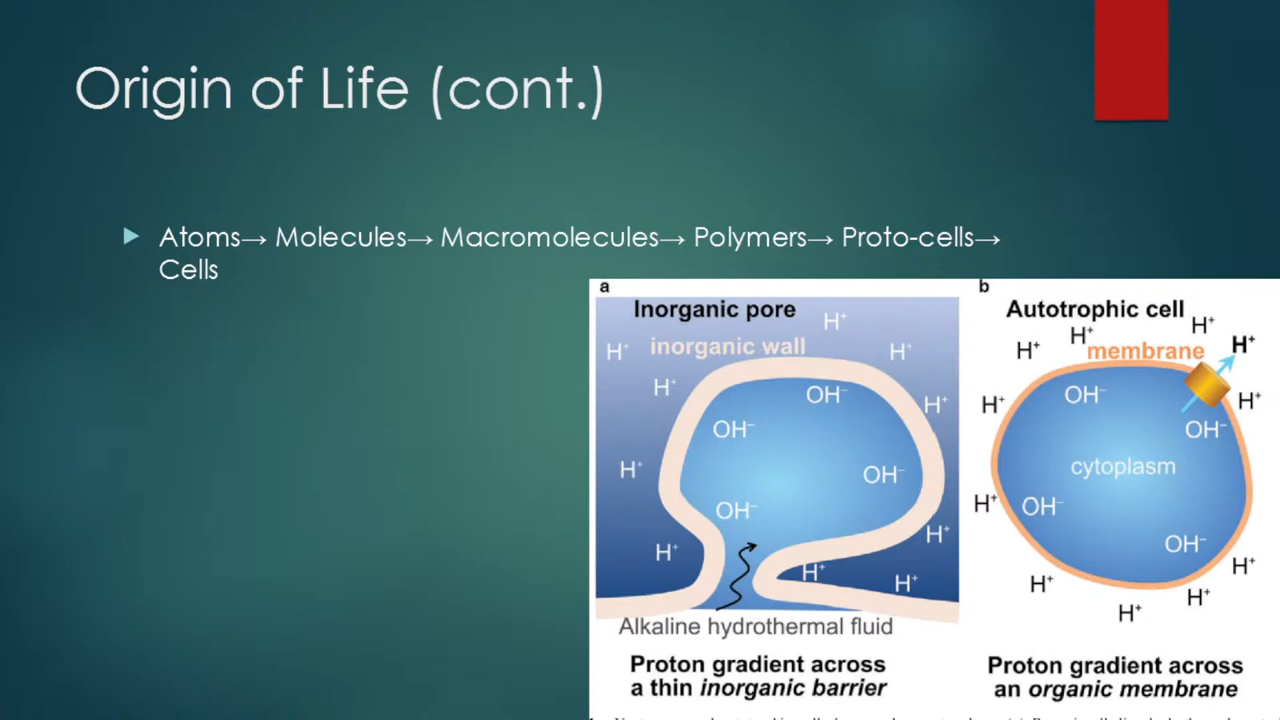 Origin of Life (cont.)
Atoms→ Molecules→ Macromolecules→ Polymers→ Proto-cells→
Cells
a
Inorganic pore
inorganic wall
H⁺
H⁺
H⁺
H⁺
H⁺
H⁺
H⁺
H⁺
H⁺
H⁺
OH⁻
OH⁻
OH⁻
OH⁻
Alkaline hydrothermal fluid
Proton gradient across
a thin inorganic barrier
b
Autotrophic cell
membrane
H⁺
H⁺
H⁺
H⁺
H⁺
H⁺
H⁺
H⁺
H⁺
H⁺
H⁺
OH⁻
OH⁻
cytoplasm
OH⁻
OH⁻
Proton gradient across
an organic membrane